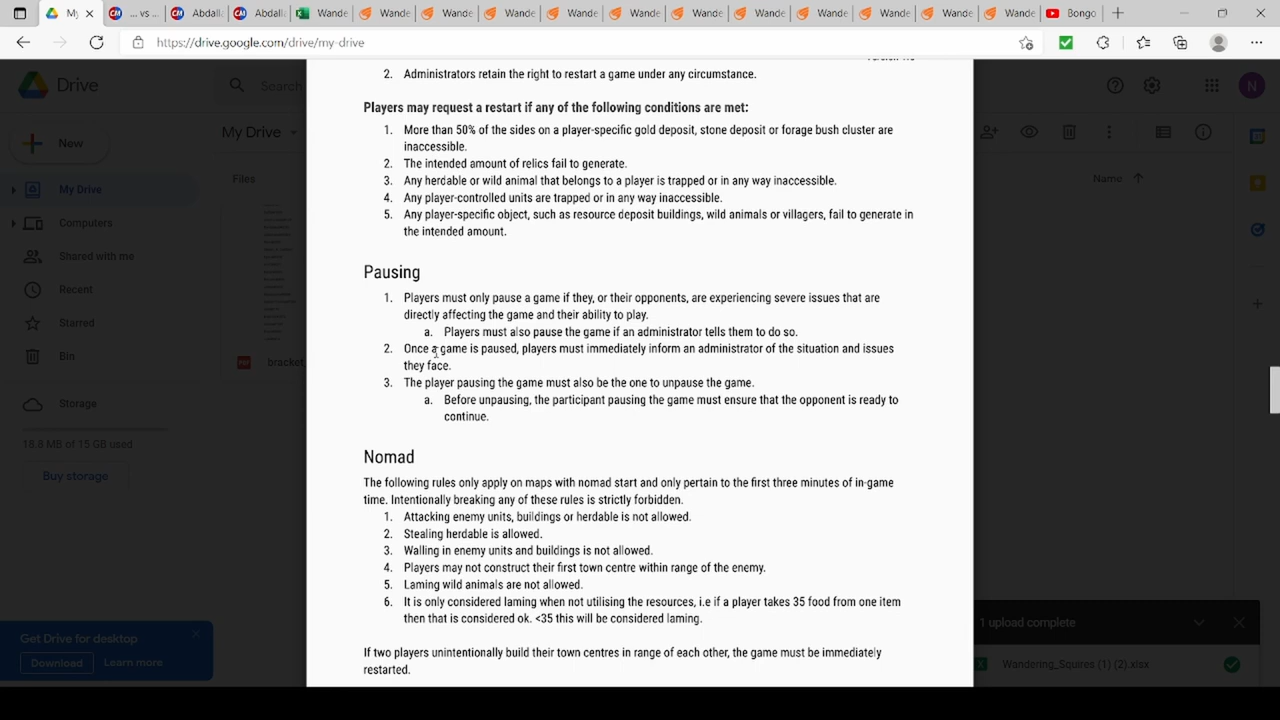 My
... vs ...
Abdall
Abdall
Wande
Wande
Wande
Wande
Wande
Wande
Wande
Wande
Wande
Wande
Wande
Wande
Bongo
https://drive.google.com/drive/my-drive
Drive
Search
N
New
My Drive
Files
Name
My Drive
Computers
Shared with me
Recent
Starred
Bin
bracket_
Storage
18.8 MB of 15 GB used
Buy storage
Get Drive for desktop
Download
Learn more
2. Administrators retain the right to restart a game under any circumstance.
Players may request a restart if any of the following conditions are met:
1. More than 50% of the sides on a player-specific gold deposit, stone deposit or forage bush cluster are
inaccessible.
2. The intended amount of relics fail to generate.
3. Any herdable or wild animal that belongs to a player is trapped or in any way inaccessible.
4. Any player-controlled units are trapped or in any way inaccessible.
5. Any player-specific object, such as resource deposit buildings, wild animals or villagers, fail to generate in
the intended amount.
Pausing
1. Players must only pause a game if they, or their opponents, are experiencing severe issues that are
directly affecting the game and their ability to play.
a. Players must also pause the game if an administrator tells them to do so.
2. Once a game is paused, players must immediately inform an administrator of the situation and issues
they face.
3. The player pausing the game must also be the one to unpause the game.
a. Before unpausing, the participant pausing the game must ensure that the opponent is ready to
continue.
Nomad
The following rules only apply on maps with nomad start and only pertain to the first three minutes of in-game
time. Intentionally breaking any of these rules is strictly forbidden.
1. Attacking enemy units, buildings or herdable is not allowed.
2. Stealing herdable is allowed.
3. Walling in enemy units and buildings is not allowed.
4. Players may not construct their first town centre within range of the enemy.
5. Laming wild animals are not allowed.
6. It is only considered laming when not utilising the resources, i.e if a player takes 35 food from one item
then that is considered ok. <35 this will be considered laming.
If two players unintentionally build their town centres in range of each other, the game must be immediately
restarted.
1 upload complete
Wandering_Squires (1) (2).xlsx